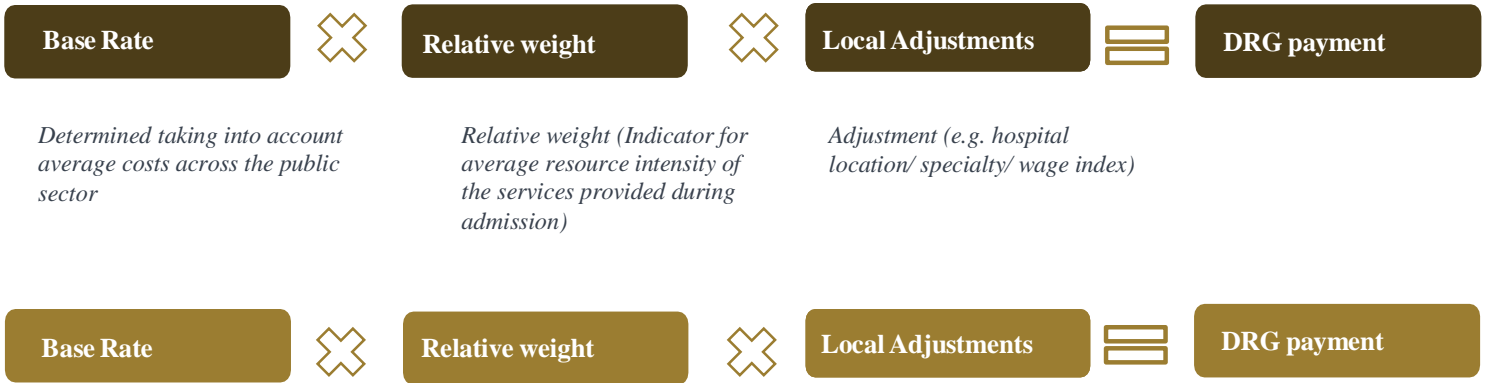 Base Rate
Relative weight
Local Adjustments
DRG payment
Determined taking into account
average costs across the public
sector
Relative weight (Indicator for
average resource intensity of
the services provided during
admission)
Adjustment (e.g. hospital
location/ specialty/ wage index)
Base Rate
Relative weight
Local Adjustments
DRG payment